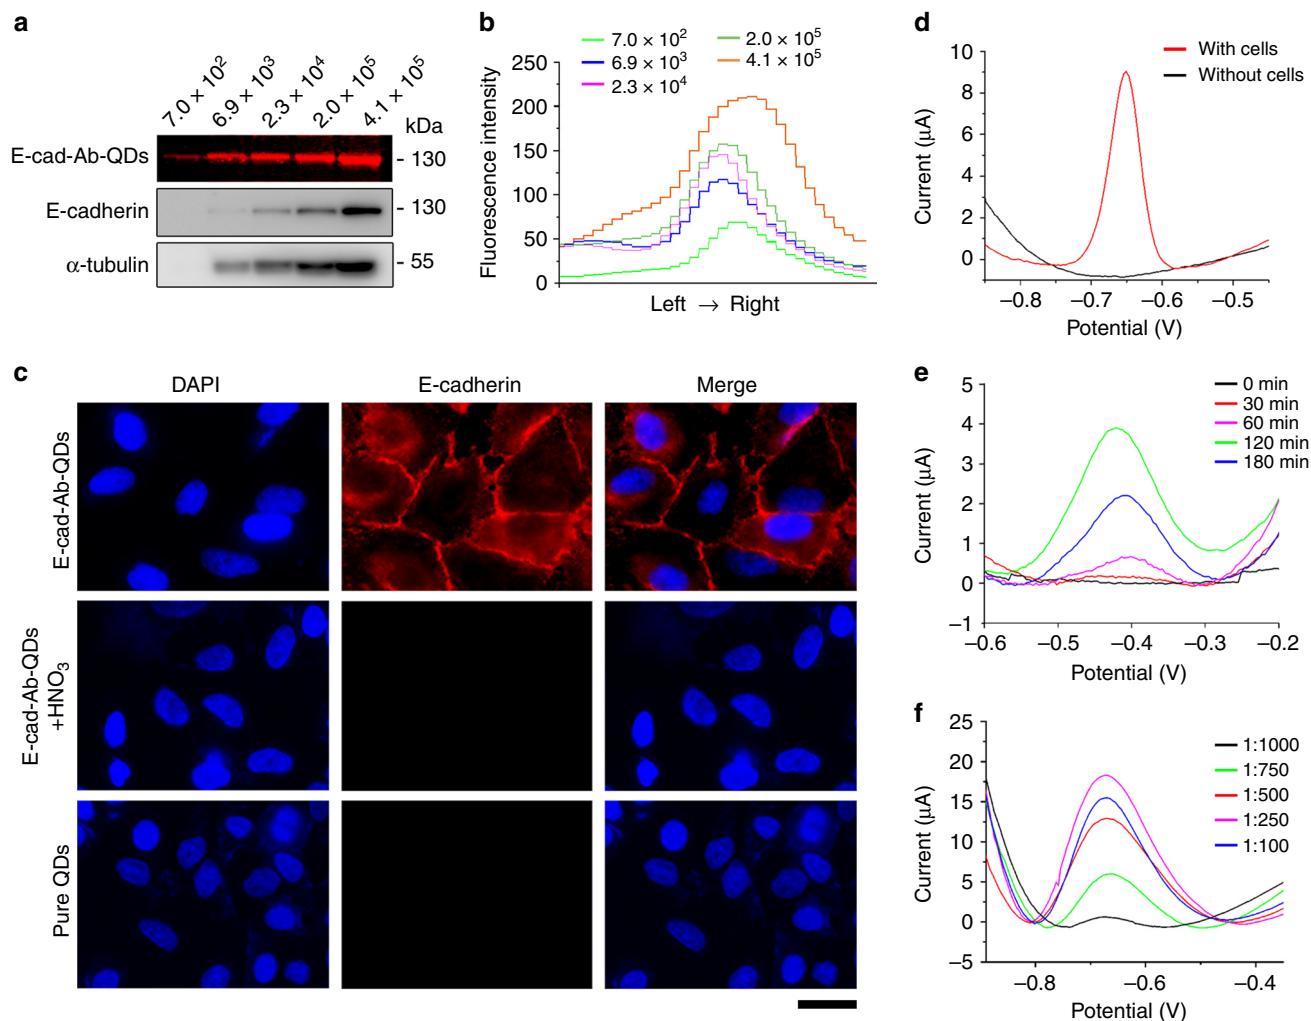 a
7.0 × 10²
6.9 × 10³
2.3 × 10⁴
2.0 × 10⁵
4.1 × 10⁵
kDa
E-cad-Ab-QDs
- 130
E-cadherin
- 130
α-tubulin
- 55
b
7.0 × 10²
6.9 × 10³
2.3 × 10⁴
2.0 × 10⁵
4.1 × 10⁵
Fluorescence intensity
250
200
150
100
50
0
Left → Right
c
DAPI
E-cadherin
Merge
E-cad-Ab-QDs
E-cad-Ab-QDs
+HNO₃
Pure QDs
d
With cells
Without cells
Current (μA)
10
8
6
4
2
0
−0.8
−0.7
−0.6
−0.5
Potential (V)
e
0 min
30 min
60 min
120 min
180 min
Current (μA)
5
4
3
2
1
0
−1
−0.6
−0.5
−0.4
−0.3
−0.2
Potential (V)
f
1:1000
1:750
1:500
1:250
1:100
Current (μA)
25
20
15
10
5
0
−5
−0.8
−0.6
−0.4
Potential (V)